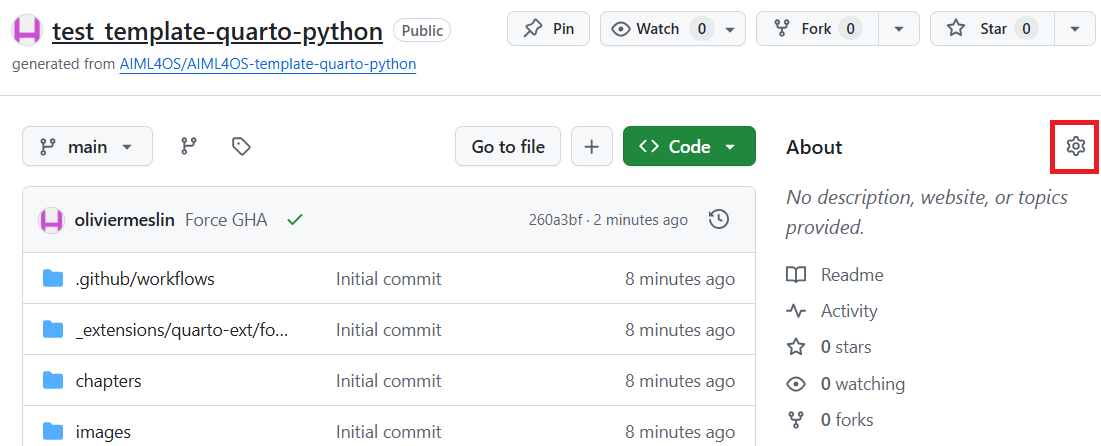 test_template-quarto-python Public Pin Watch 0 Fork 0 Star 0
generated from AIML4OS/AIML4OS-template-quarto-python
main Go to file + Code About
No description, website, or topics
provided.
oliviermeslin Force GHA 260a3bf · 2 minutes ago
.github/workflows Initial commit 8 minutes ago
Readme
_extensions/quarto-ext/fo... Initial commit 8 minutes ago
Activity
0 stars
chapters Initial commit 8 minutes ago
0 watching
images Initial commit 8 minutes ago
0 forks